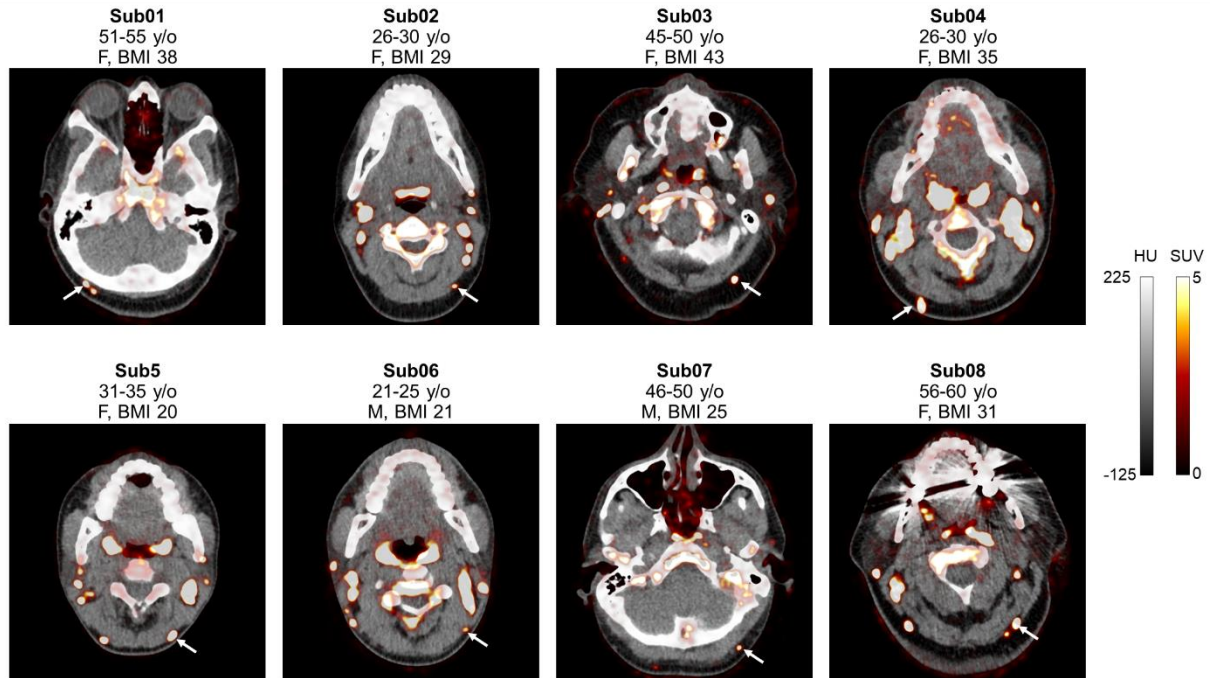 Sub01
51-55 y/o
F, BMI 38
Sub02
26-30 y/o
F, BMI 29
Sub03
45-50 y/o
F, BMI 43
Sub04
26-30 y/o
F, BMI 35
HU SUV
225 5
-125 0
Sub5
31-35 y/o
F, BMI 20
Sub06
21-25 y/o
M, BMI 21
Sub07
46-50 y/o
M, BMI 25
Sub08
56-60 y/o
F, BMI 31